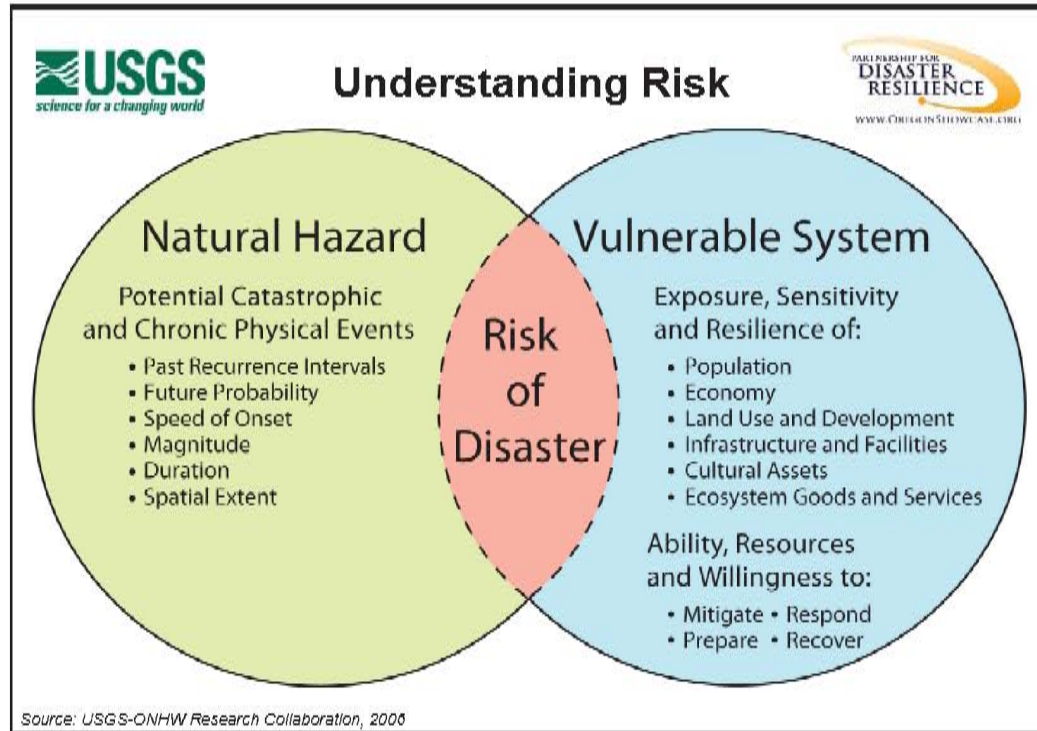 USGS
science for a changing world
Understanding Risk
PARTNERSHIP FOR
DISASTER
RESILIENCE
WWW.OREGONSHOWCASE.ORG
Natural Hazard
Potential Catastrophic
and Chronic Physical Events
• Past Recurrence Intervals
• Future Probability
• Speed of Onset
• Magnitude
• Duration
• Spatial Extent
Risk
of
Disaster
Vulnerable System
Exposure, Sensitivity
and Resilience of:
• Population
• Economy
• Land Use and Development
• Infrastructure and Facilities
• Cultural Assets
• Ecosystem Goods and Services
Ability, Resources
and Willingness to:
• Mitigate • Respond
• Prepare • Recover
Source: USGS-ONHW Research Collaboration, 2006